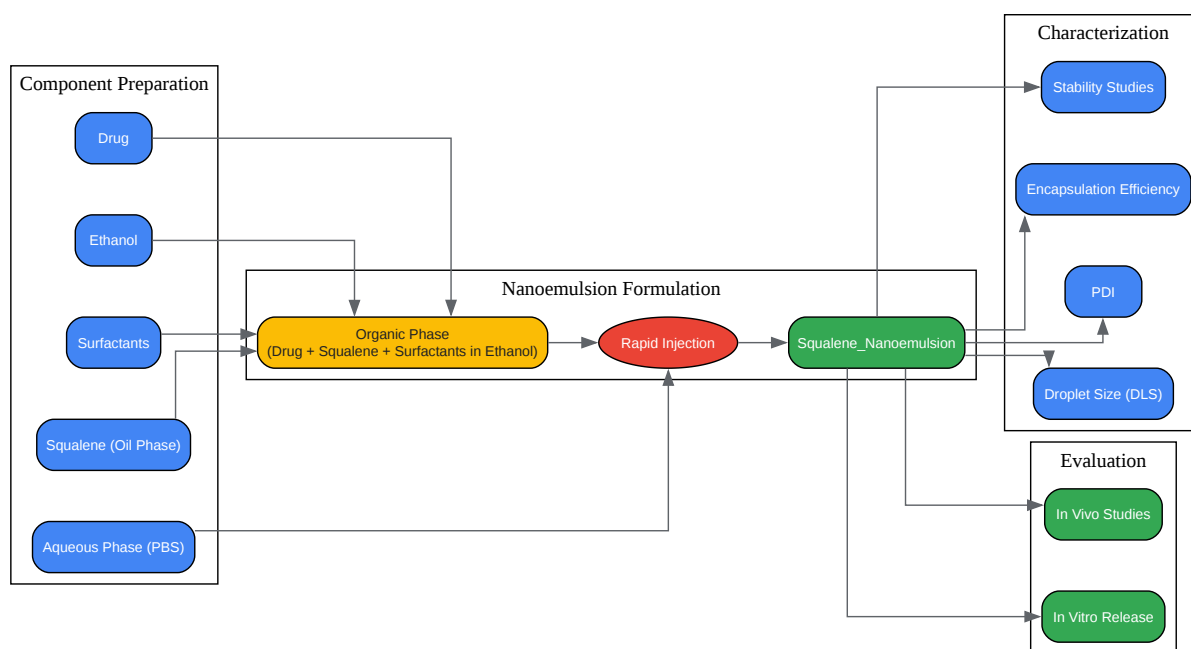 Component Preparation
Drug
Ethanol
Surfactants
Squalene (Oil Phase)
Aqueous Phase (PBS)
Nanoemulsion Formulation
Organic Phase
(Drug + Squalene + Surfactants in Ethanol)
Rapid Injection
Squalene_Nanoemulsion
Characterization
Stability Studies
Encapsulation Efficiency
PDI
Droplet Size (DLS)
Evaluation
In Vivo Studies
In Vitro Release